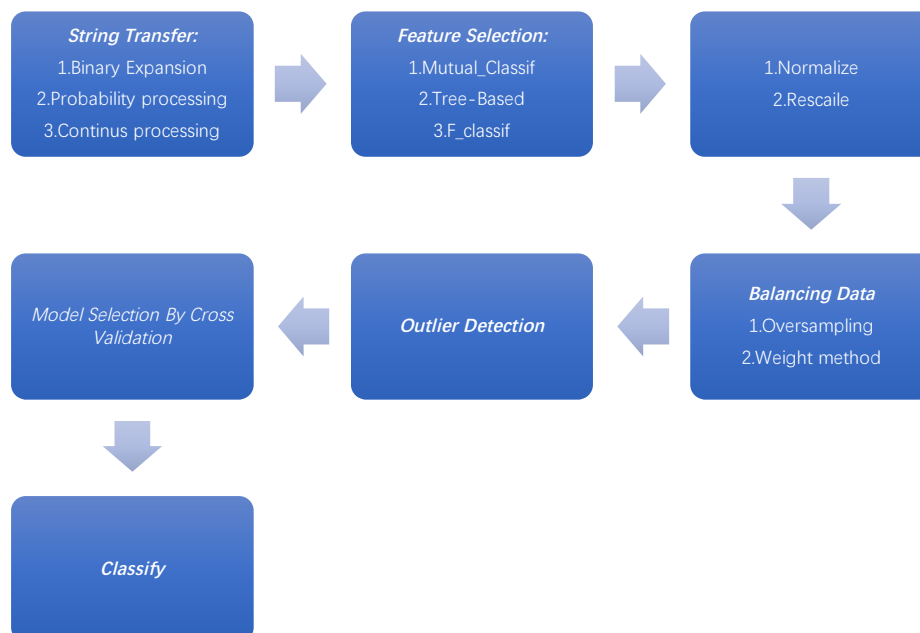 String Transfer:
1.Binary Expansion
2.Probability processing
3.Continus processing
Feature Selection:
1.Mutual_Classif
2.Tree-Based
3.F_classif
1.Normalize
2.Rescaile
Balancing Data
1.Oversampling
2.Weight method
Outlier Detection
Model Selection By Cross
Validation
Classify